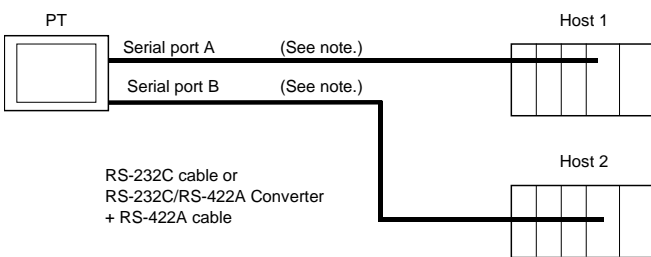 PT
Host 1
Serial port A (See note.)
Serial port B (See note.)
Host 2
RS-232C cable or
RS-232C/RS-422A Converter
+ RS-422A cable